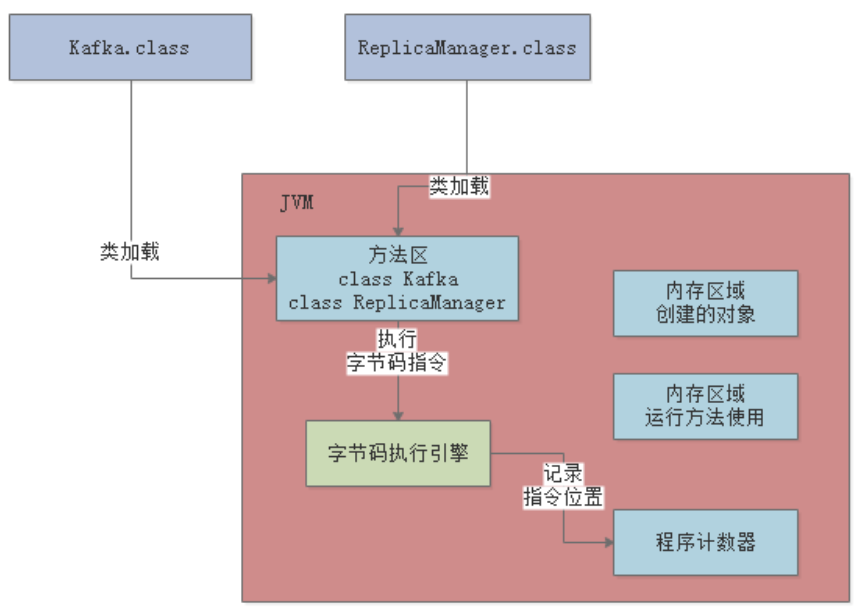 Kafka.class
ReplicaManager.class
类加载
JVM
类加载
方法区
class Kafka
class ReplicaManager
内存区域
创建的对象
执行
字节码指令
内存区域
运行方法使用
字节码执行引擎
记录
指令位置
程序计数器